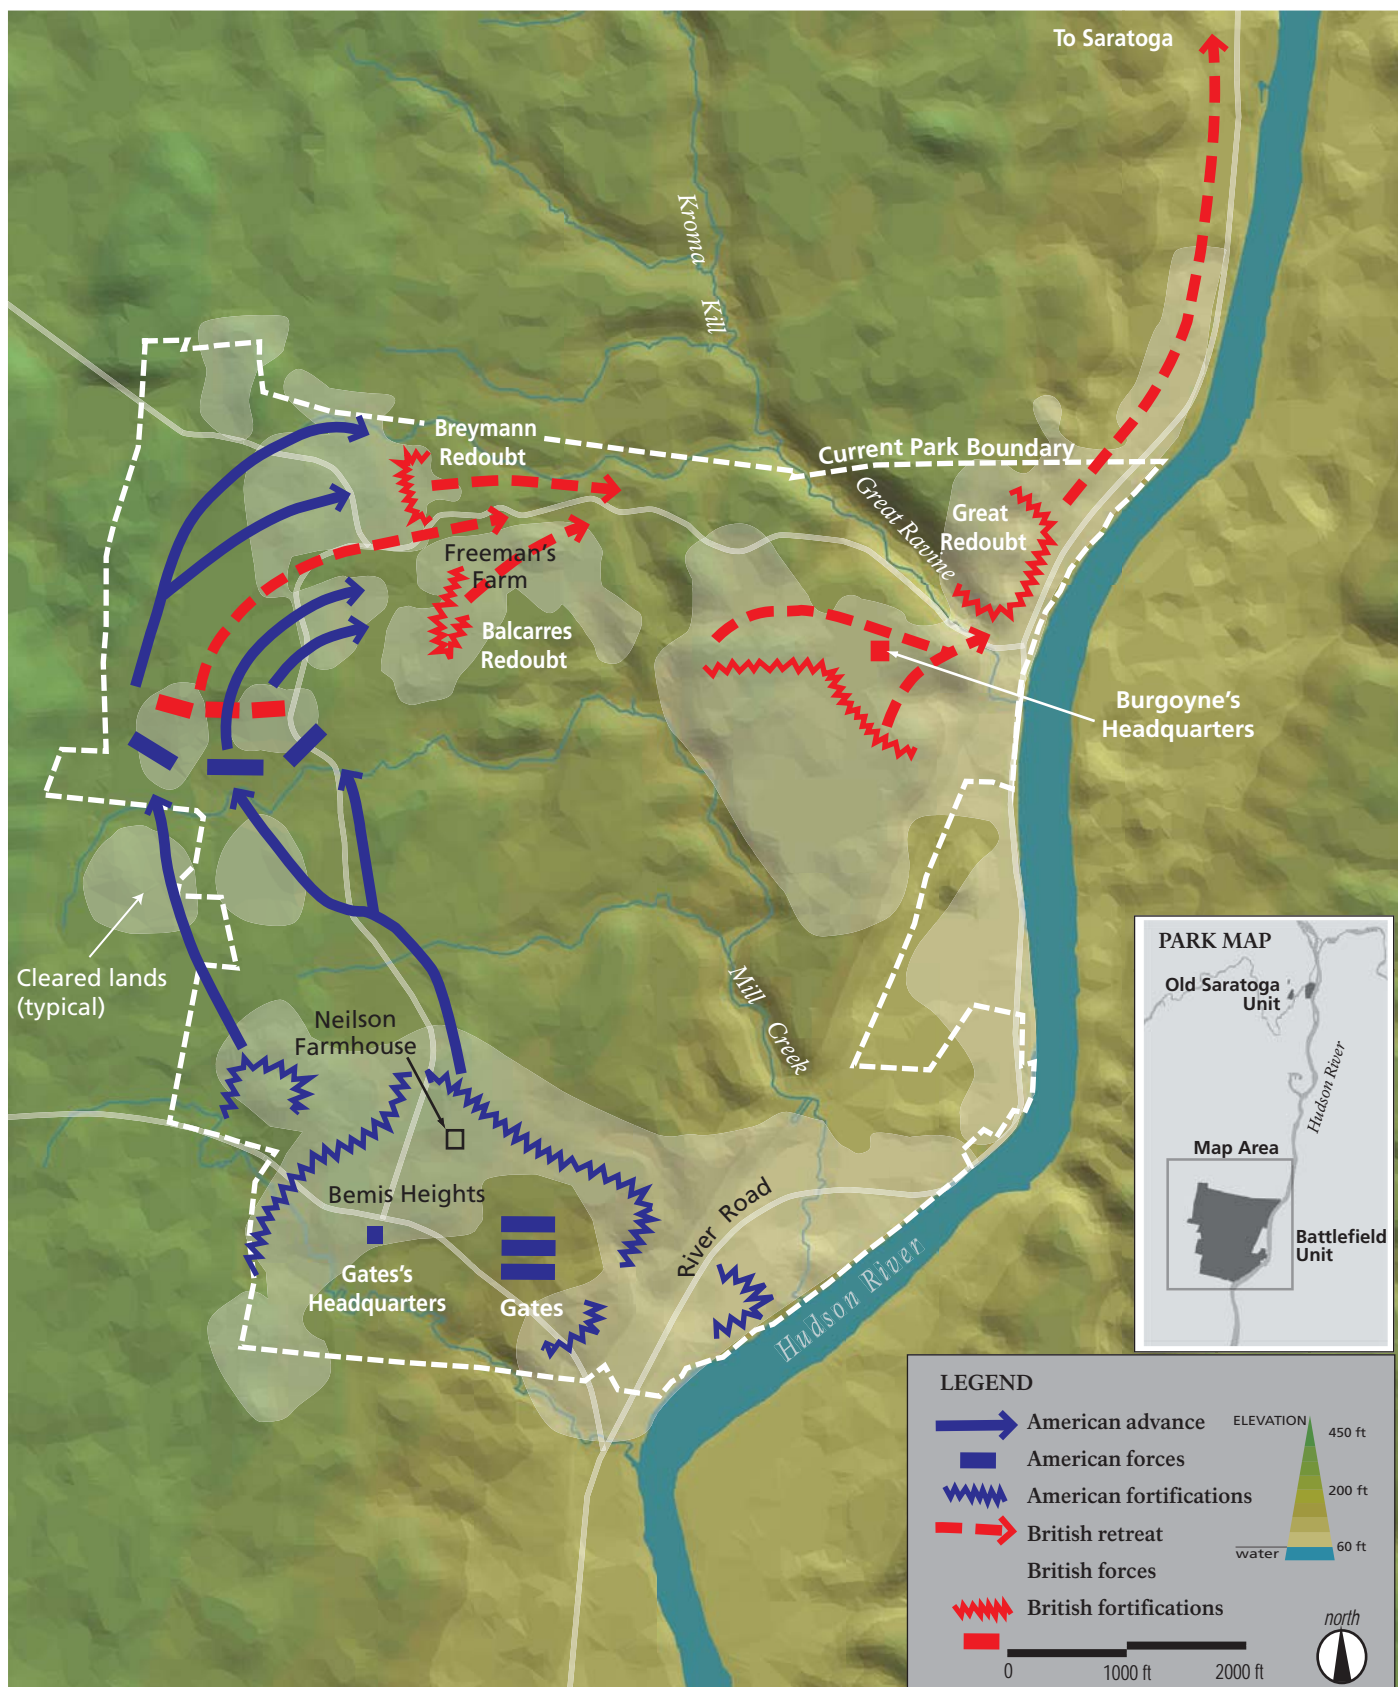 To Saratoga
Kroma
Kill
Breymann
Redoubt
Current Park Boundary
Great Ravine
Great
Redoubt
Freeman's
Farm
Balcarres
Redoubt
Burgoyne's
Headquarters
Cleared lands
(typical)
Mill
Creek
Neilson
Farmhouse
Bemis Heights
River Road
Gates's
Headquarters
Gates
Hudson River
PARK MAP
Old Saratoga
Unit
Hudson River
Map Area
Battlefield
Unit
LEGEND
American advance
American forces
American fortifications
British retreat
British forces
British fortifications
ELEVATION
450 ft
200 ft
60 ft
water
north
0 1000 ft 2000 ft